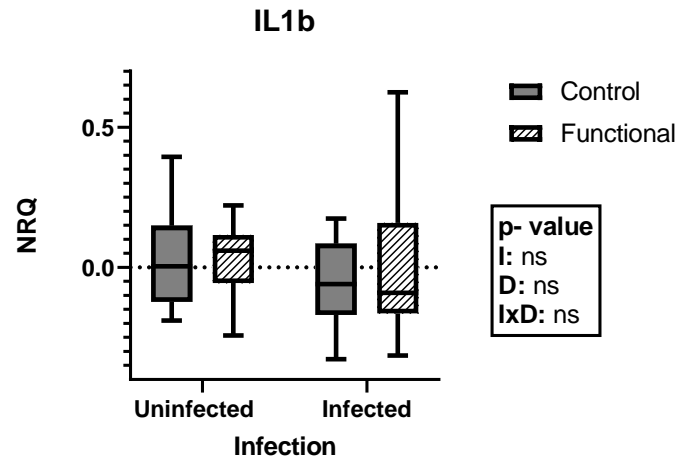 IL1b
Control
Functional
0.5
0.0
NRQ
p- value
I: ns
D: ns
IxD: ns
Uninfected
Infected
Infection